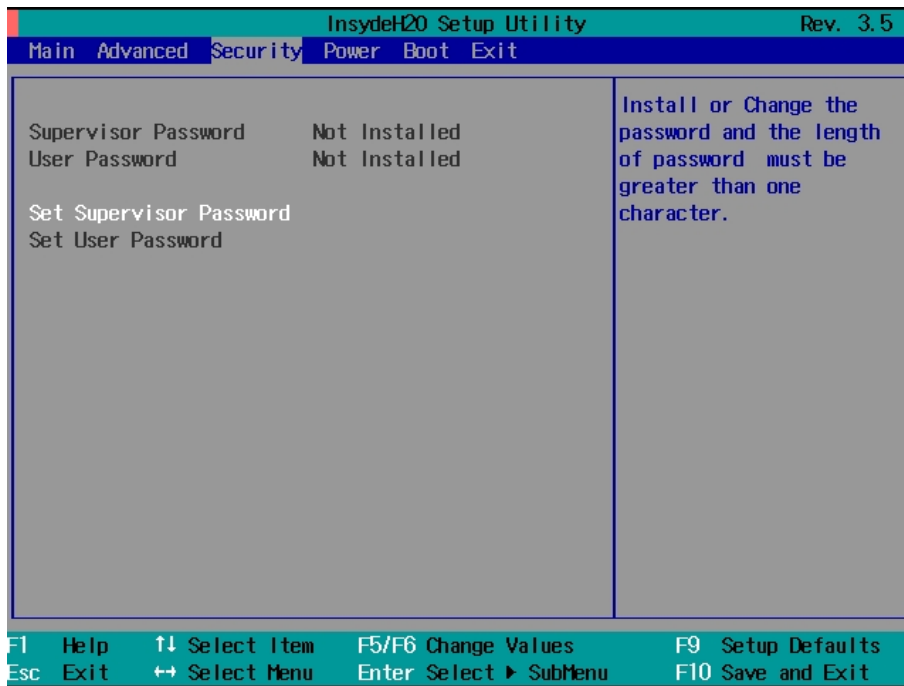 InsydeH2O Setup Utility Rev. 3.5
Main Advanced Security Power Boot Exit
Supervisor Password Not Installed
User Password Not Installed
Set Supervisor Password
Set User Password
Install or Change the
password and the length
of password must be
greater than one
character.
F1 Help ↑↓ Select Item F5/F6 Change Values F9 Setup Defaults
Esc Exit ↔ Select Menu Enter Select ▶ SubMenu F10 Save and Exit